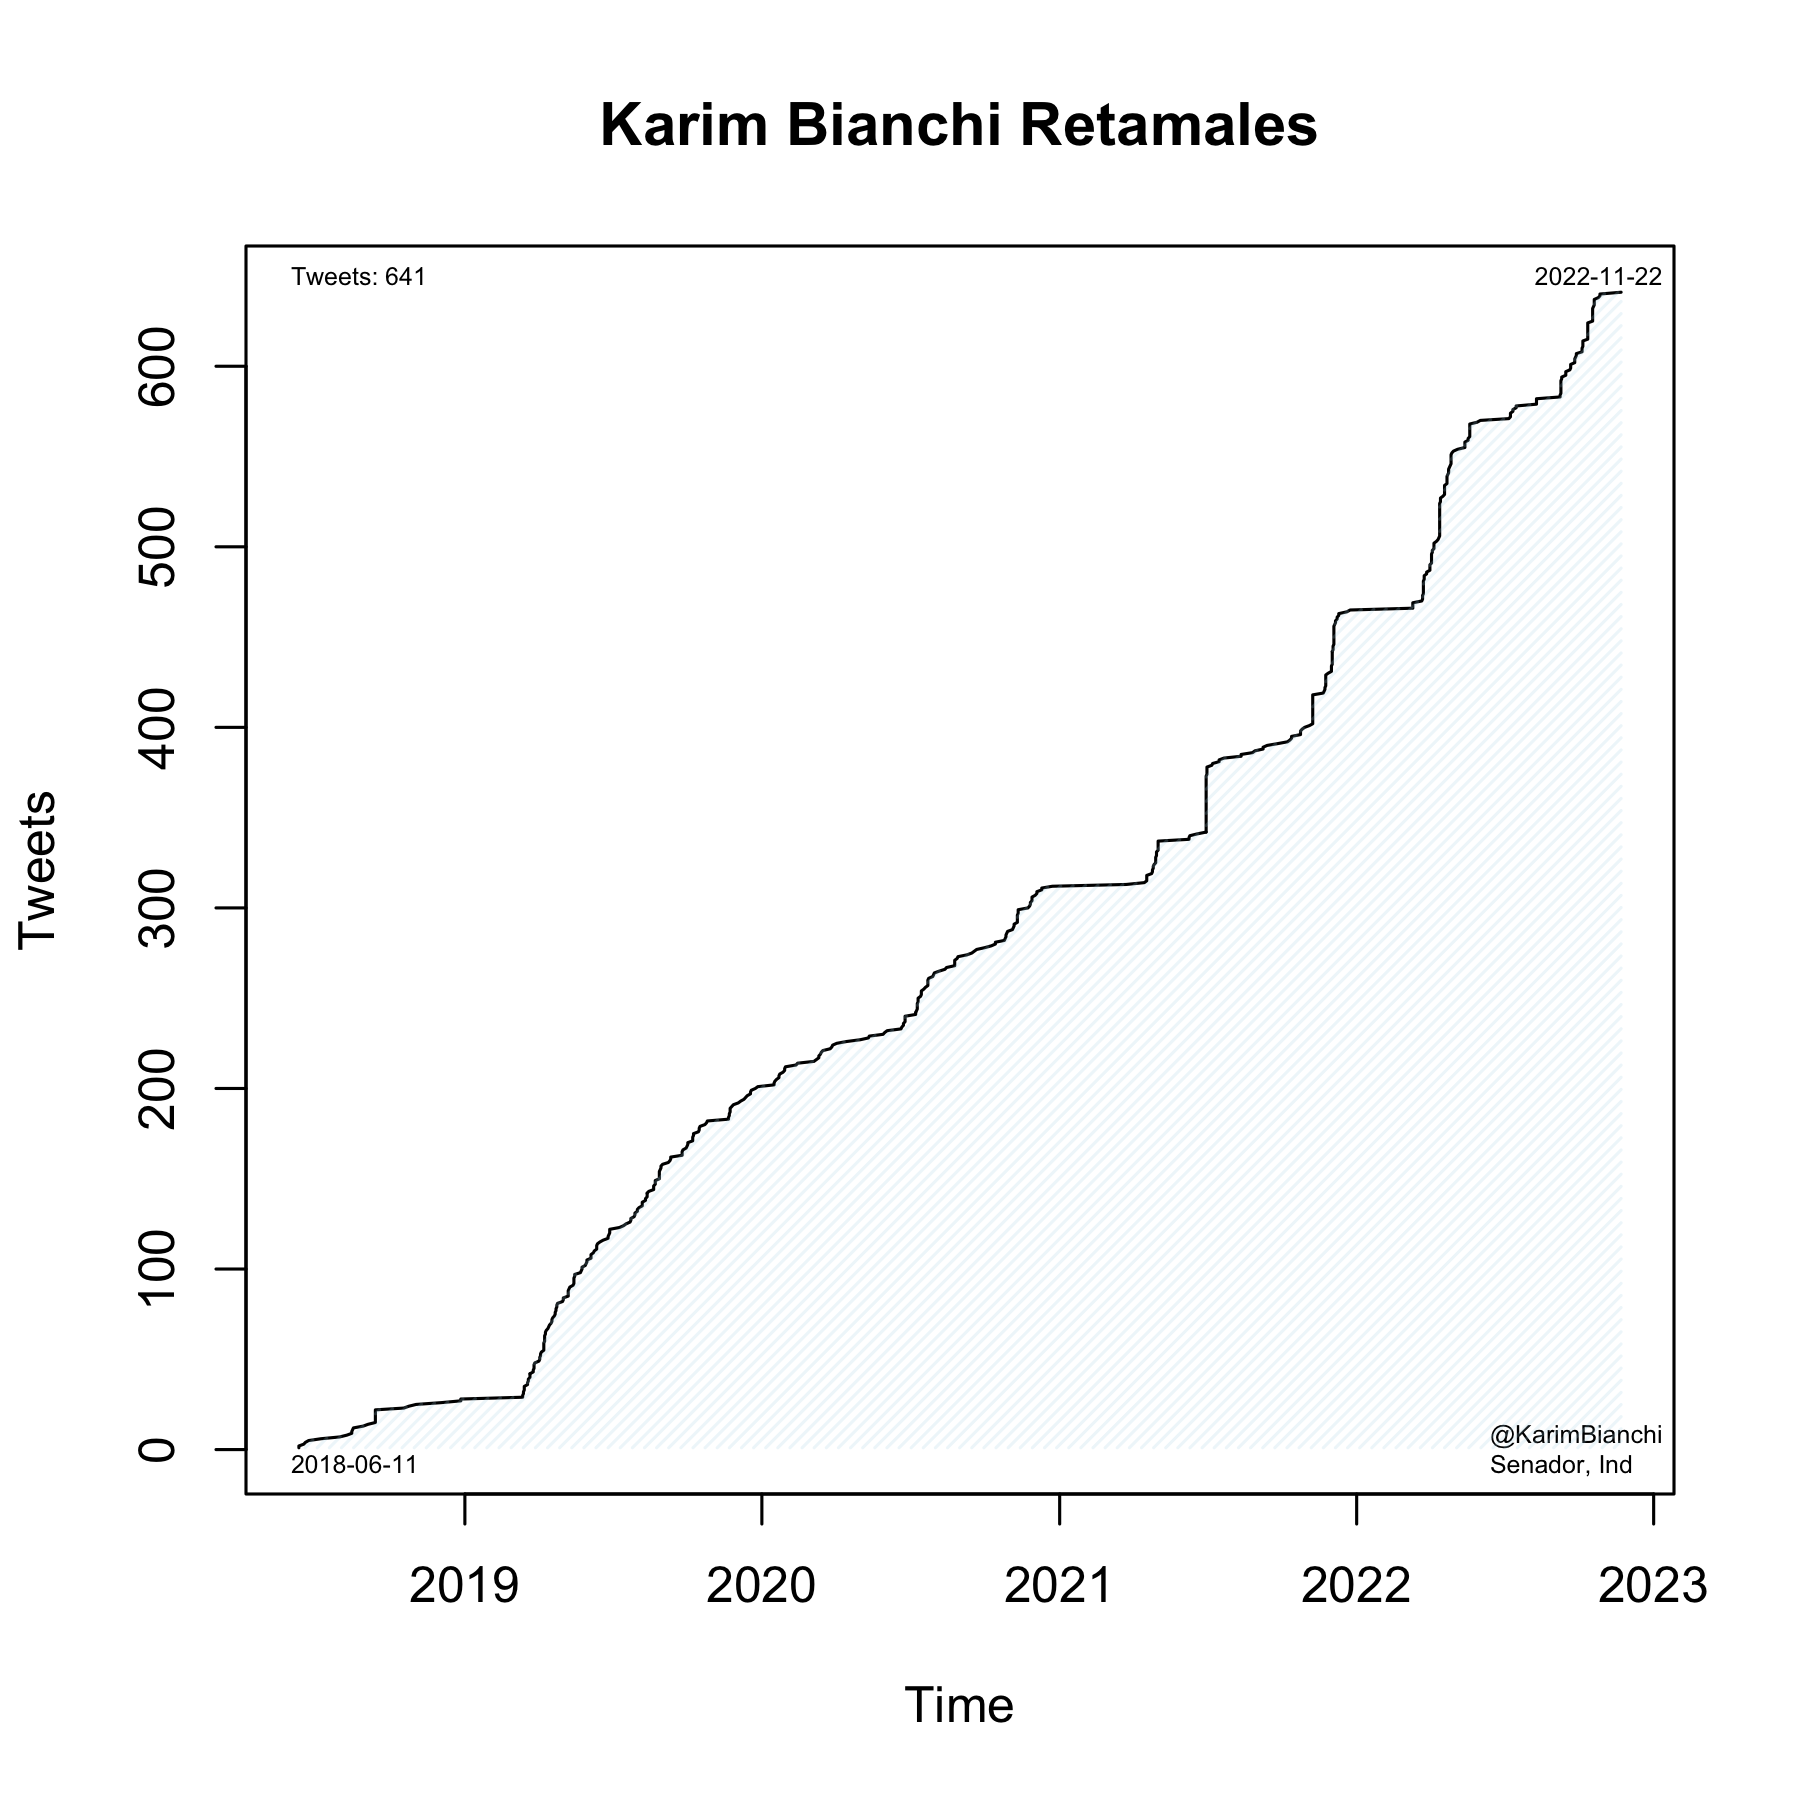 Karim Bianchi Retamales
Tweets: 641
2022-11-22
600
500
400
300
200
100
0
Tweets
@KarimBianchi
Senador, Ind
2018-06-11
2019
2020
2021
2022
2023
Time